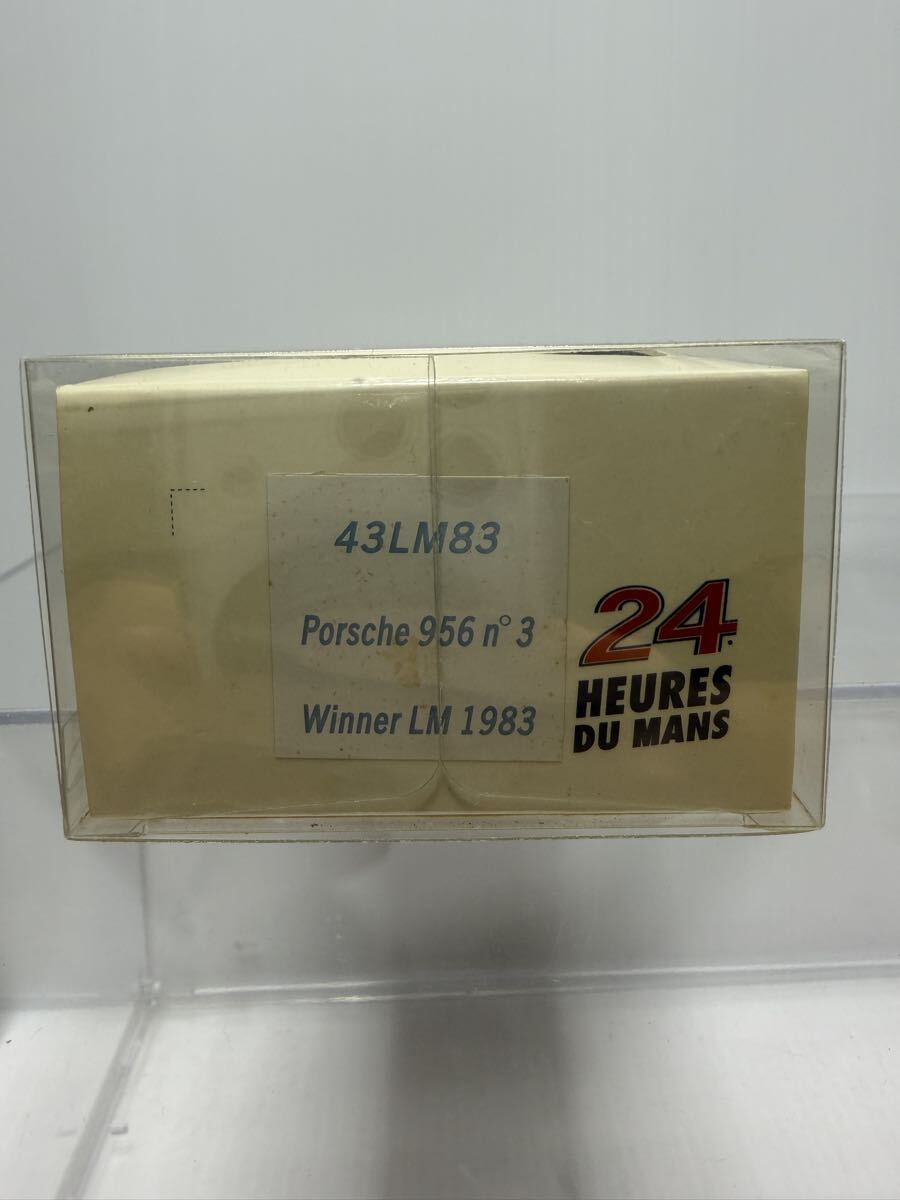 43LM83
Porsche 956 n° 3
Winner LM 1983
24
HEURES
DU MANS